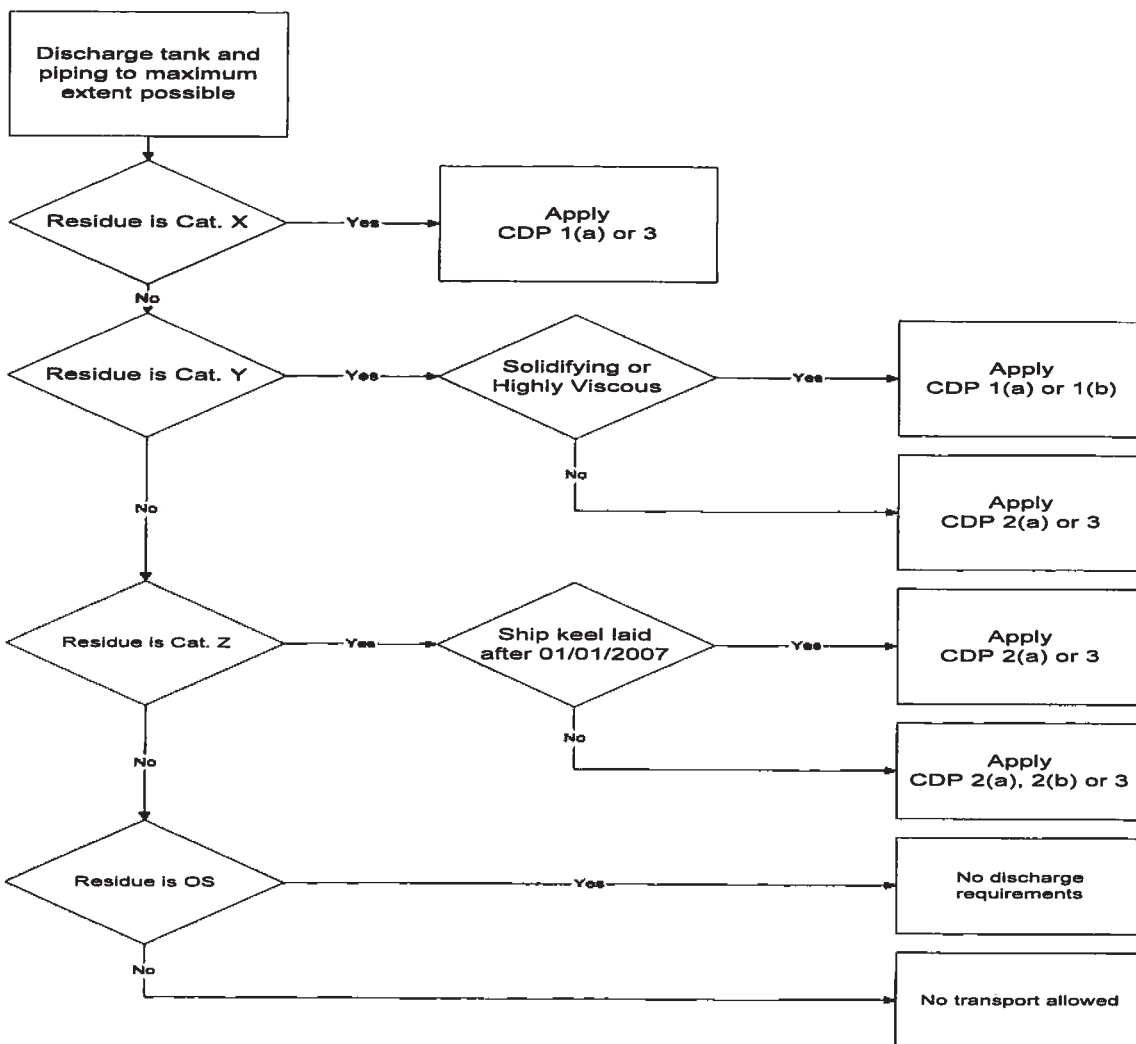 Discharge tank and
piping to maximum
extent possible
Residue is Cat. X
Yes
Apply
CDP 1(a) or 3
No
Residue is Cat. Y
Yes
Solidifying or
Highly Viscous
Yes
Apply
CDP 1(a) or 1(b)
No
Apply
CDP 2(a) or 3
No
Residue is Cat. Z
Yes
Ship keel laid
after 01/01/2007
Yes
Apply
CDP 2(a) or 3
No
Apply
CDP 2(a), 2(b) or 3
No
Residue is OS
Yes
No discharge
requirements
No
No transport allowed